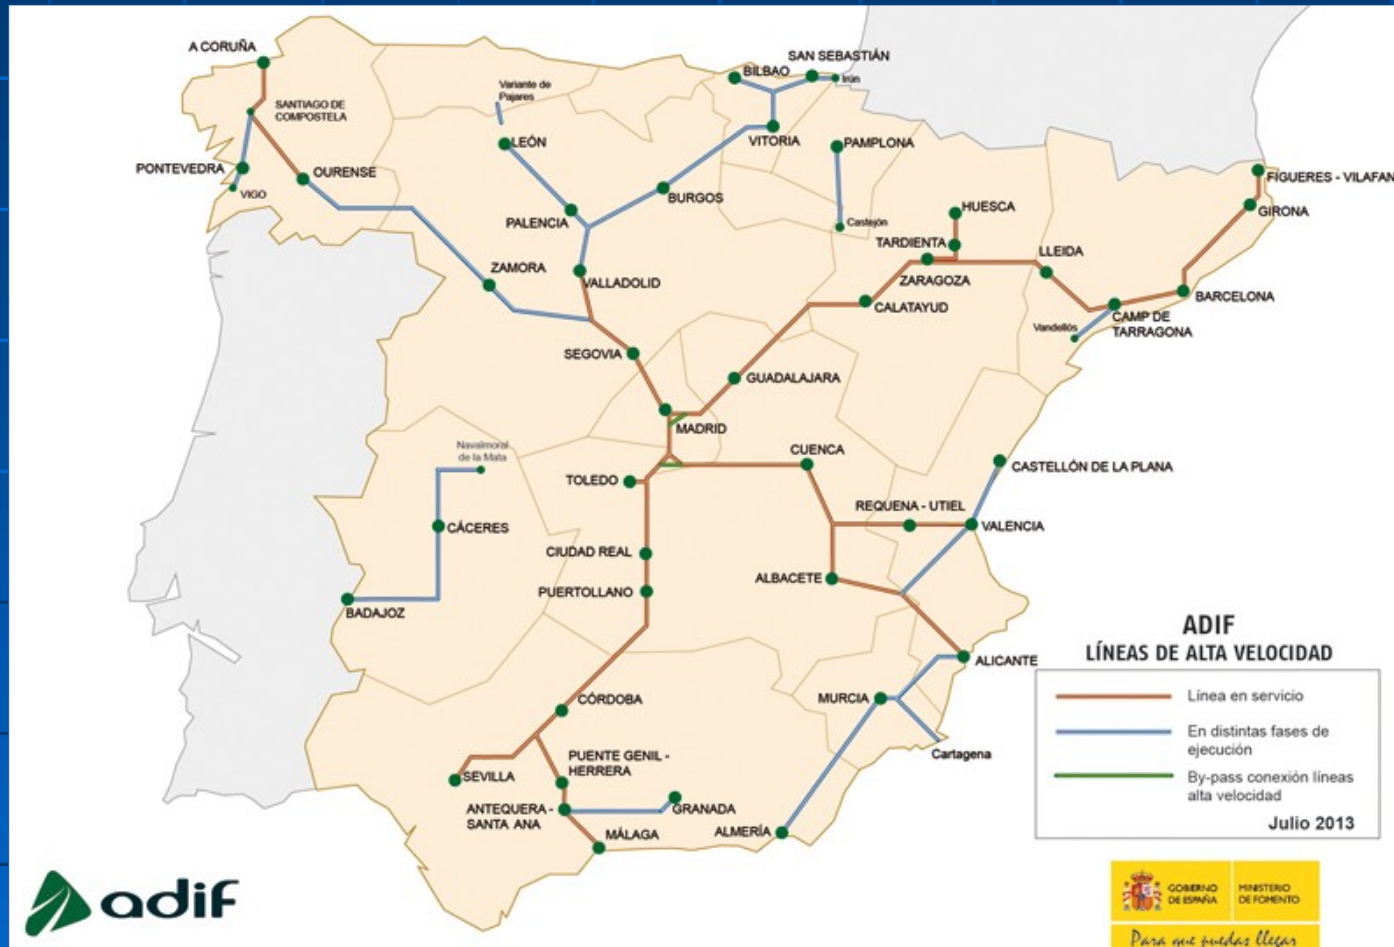 A CORUÑA
SANTIAGO DE
COMPOSTELA
PONTEVEDRA
VIGO
OURENSE
ZAMORA
Variante de
Pajares
LEÓN
PALENCIA
VALLADOLID
BURGOS
BILBAO
SAN SEBASTIÁN
Irún
VITORIA
PAMPLONA
Castejón
HUESCA
TARDIENTA
ZARAGOZA
CALATAYUD
LLEIDA
FIGUERES - VILAFAN
GIRONA
BARCELONA
CAMP DE
TARRAGONA
Vandellós
SEGOVIA
GUADALAJARA
MADRID
TOLEDO
CUENCA
REQUENA - UTIEL
CASTELLÓN DE LA PLANA
VALENCIA
Navalmoral
de la Mata
CÁCERES
BADAJOZ
CIUDAD REAL
PUERTOLLANO
ALBACETE
ALICANTE
MURCIA
Cartagena
CÓRDOBA
SEVILLA
PUENTE GENIL -
HERRERA
ANTEQUERA -
SANTA ANA
GRANADA
MÁLAGA
ALMERÍA
ADIF
LÍNEAS DE ALTA VELOCIDAD
Línea en servicio
En distintas fases de
ejecución
By-pass conexión líneas
alta velocidad
Julio 2013
adif
GOBIERNO
DE ESPAÑA
MINISTERIO
DE FOMENTO
Para que puedas llegar